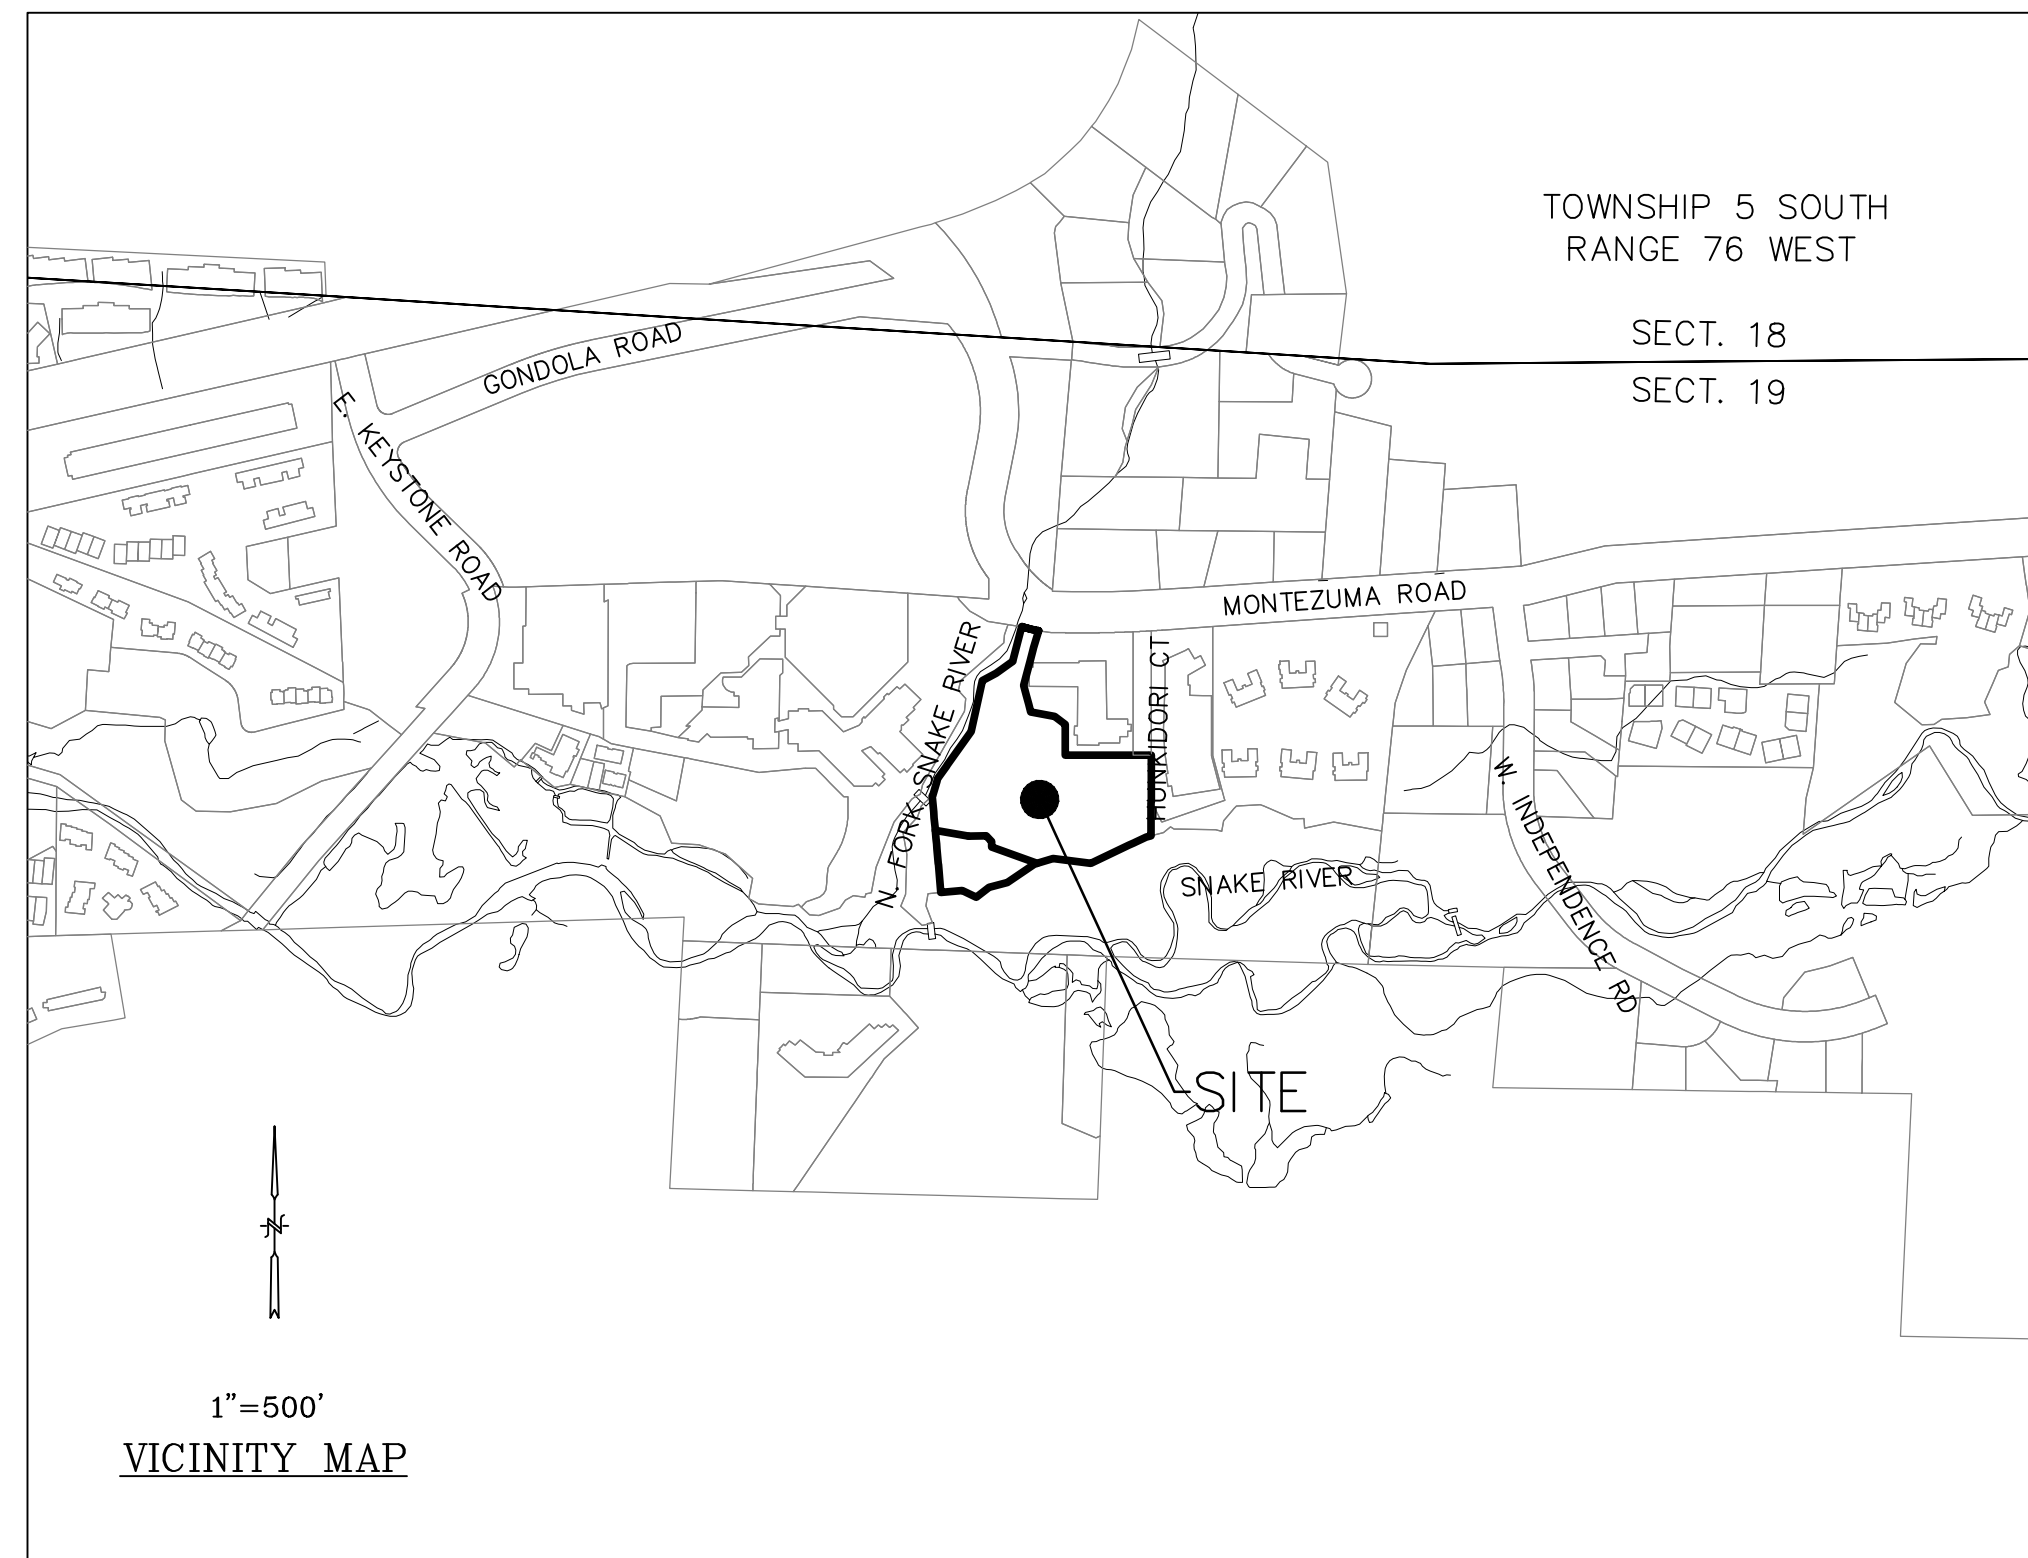 TOWNSHIP 5 SOUTH
RANGE 76 WEST
SECT. 18
SECT. 19
GONDOLA ROAD
E. KEYSTONE ROAD
MONTEZUMA ROAD
N. FORK SNAKE RIVER
HUNKIDORI CT
W. INDEPENDENCE RD
SNAKE RIVER
SITE
N
1"=500'
VICINITY MAP